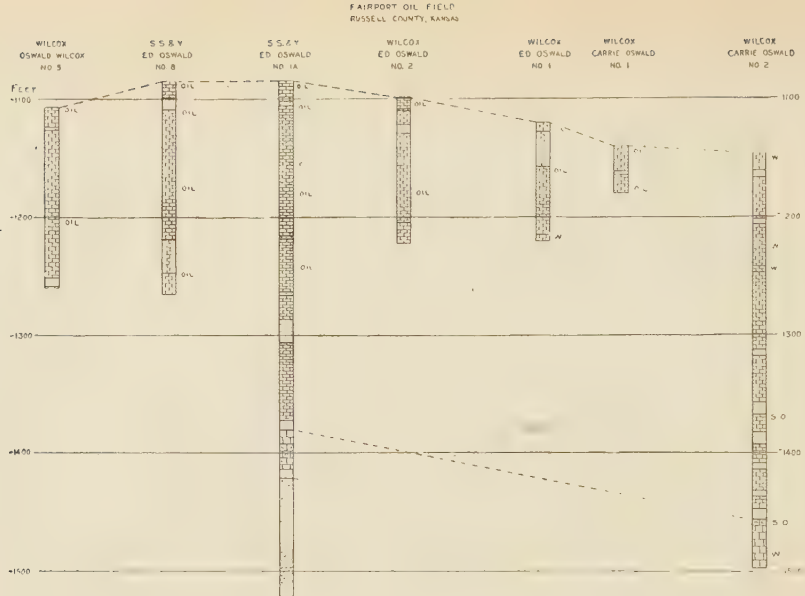 FAIRPORT OIL FIELD
RUSSELL COUNTY, KANSAS
WILCOX
OSWALD WILCOX
NO 5
S S & Y
ED OSWALD
NO. 8
S S. & Y
ED OSWALD
NO. 1A
WILCOX
ED OSWALD
NO. 2
WILCOX
ED OSWALD
NO 1
WILCOX
CARRIE OSWALD
NO. 1
WILCOX
CARRIE OSWALD
NO 2
FEET
-1100
OIL
OIL
OIL
OIL
OIL
-1100
OIL
OIL
W
OIL
OIL
OIL
-1200
OIL
W
-1200
W
W
OIL
OIL
-1300
-1300
S O
-1400
-1400
S O
W
-1500